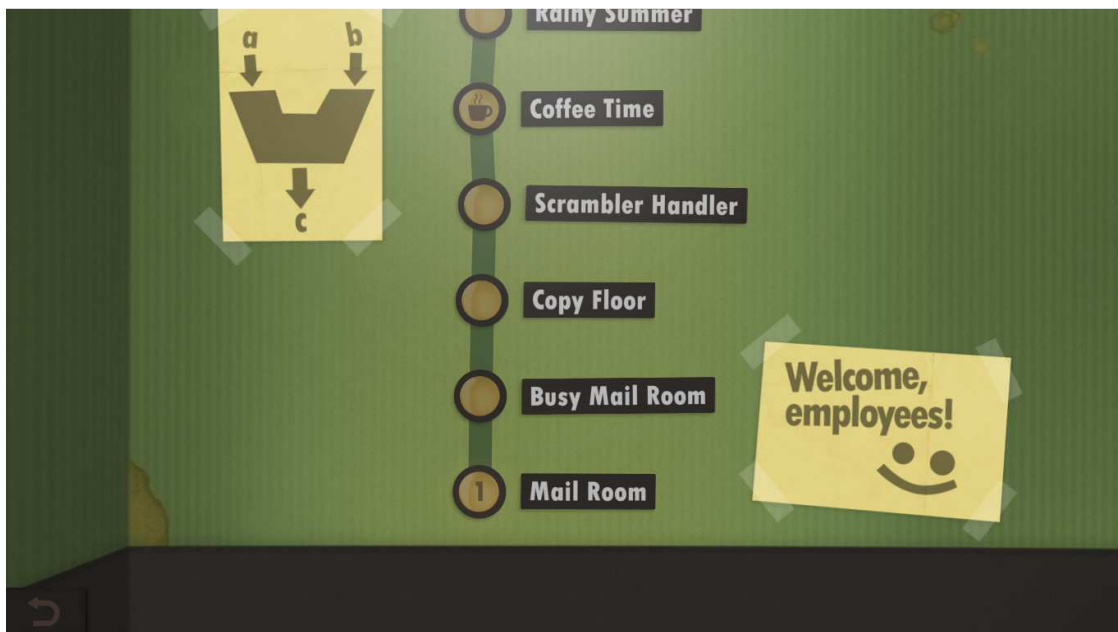 Rainy Summer
a b
Coffee Time
Scrambler Handler
c
Copy Floor
Welcome,
employees!
Busy Mail Room
1 Mail Room